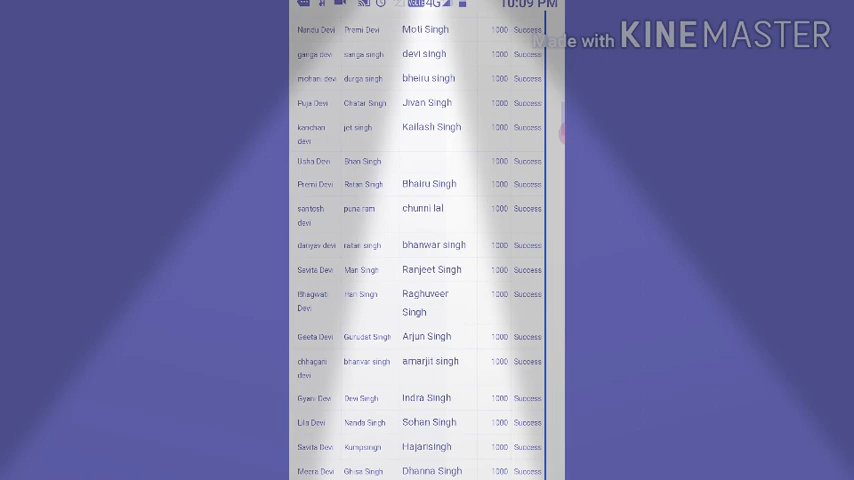 4G 10:09 PM
Made with KINEMASTER
Nandu Devi Premi Devi Moti Singh 1000 Success
ganga devi sanga singh devi singh 1000 Success
mohani devi durga singh bheiru singh 1000 Success
Puja Devi Chatar Singh Jivan Singh 1000 Success
kanchan jet singh Kailash Singh 1000 Success
devi
Usha Devi Bhan Singh 1000 Success
Premi Devi Ratan Singh Bhairu Singh 1000 Success
santosh puna ram chunni lal 1000 Success
devi
dariyav devi ratan singh bhanwar singh 1000 Success
Savita Devi Man Singh Ranjeet Singh 1000 Success
Bhagwati Hari Singh Raghuveer 1000 Success
Devi Singh
Geeta Devi Gurudat Singh Arjun Singh 1000 Success
chhagani bhanvar singh amarjit singh 1000 Success
devi
Gyani Devi Devi Singh Indra Singh 1000 Success
Lila Devi Nanda Singh Sohan Singh 1000 Success
Savita Devi Kumpsingh Hajarisingh 1000 Success
Meera Devi Ghisa Singh Dhanna Singh 1000 Success